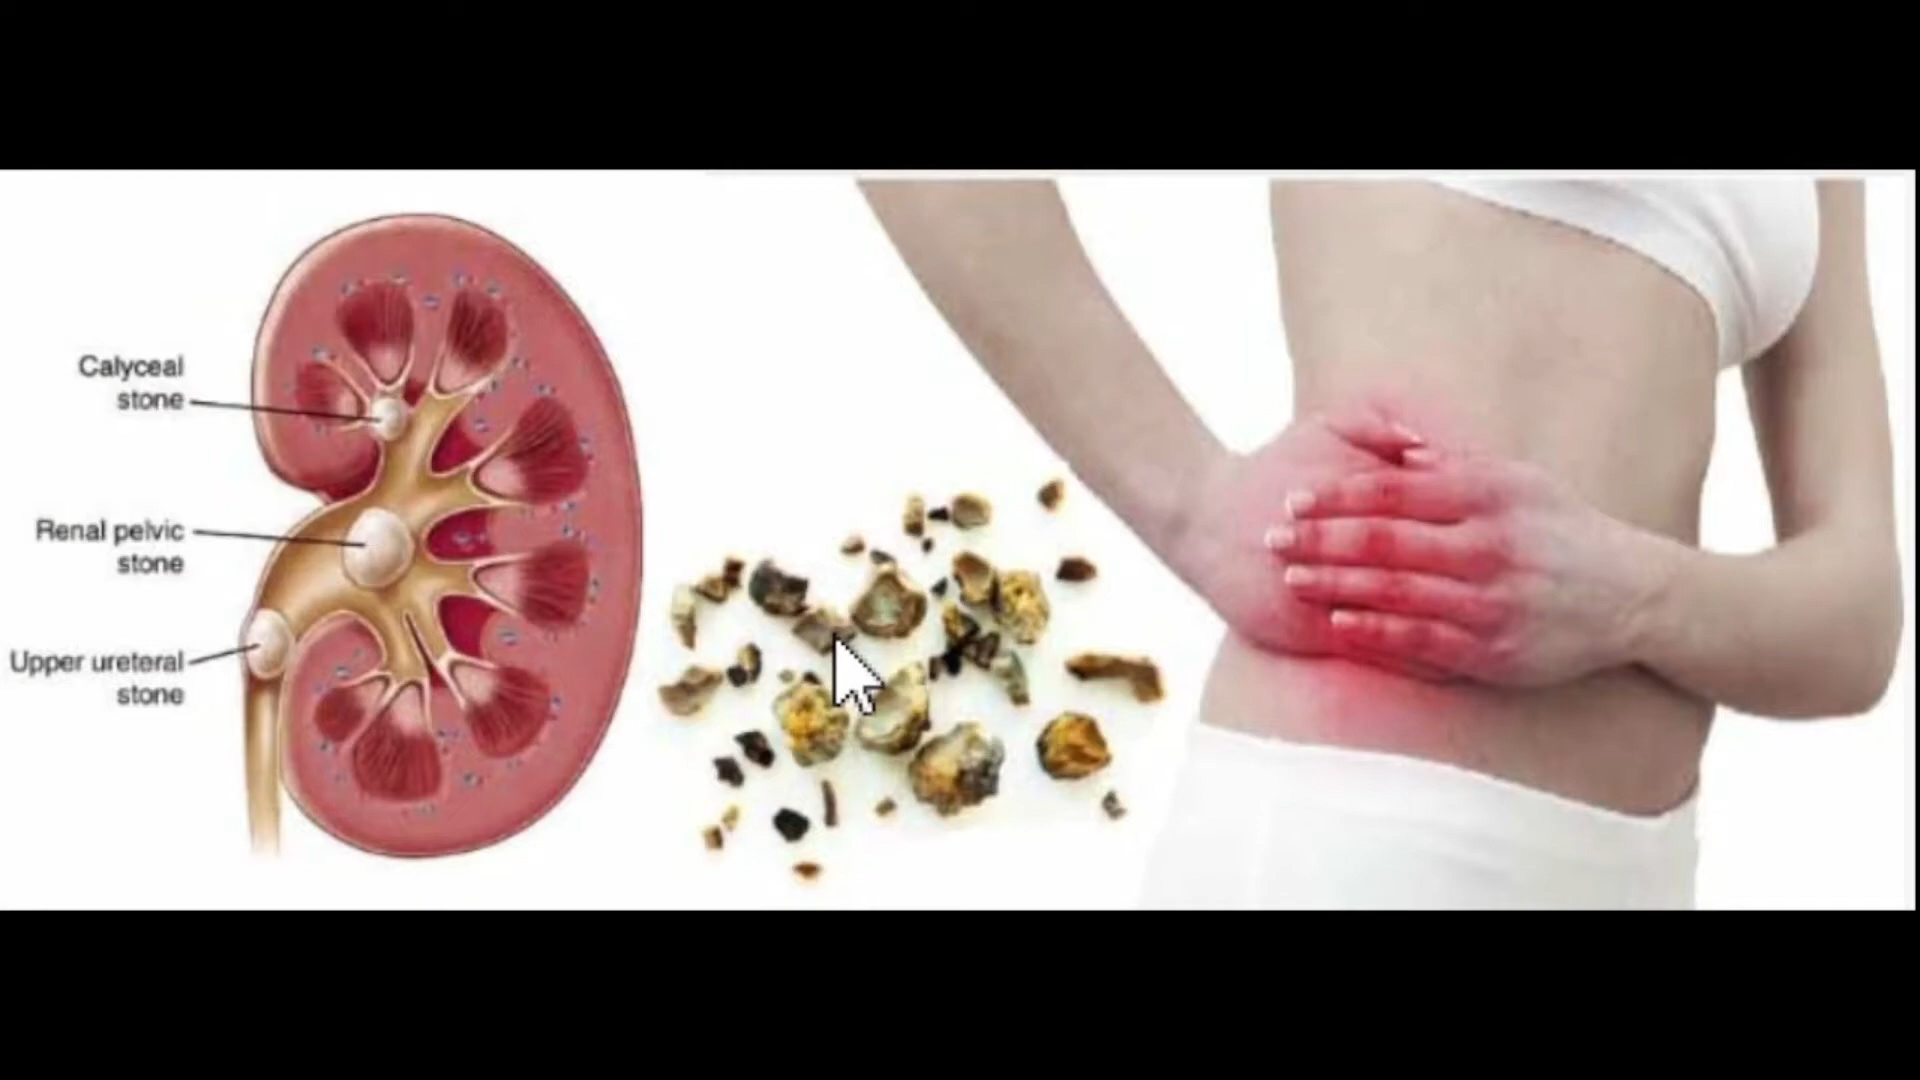 Calyceal
stone
Renal pelvic
stone
Upper ureteral
stone